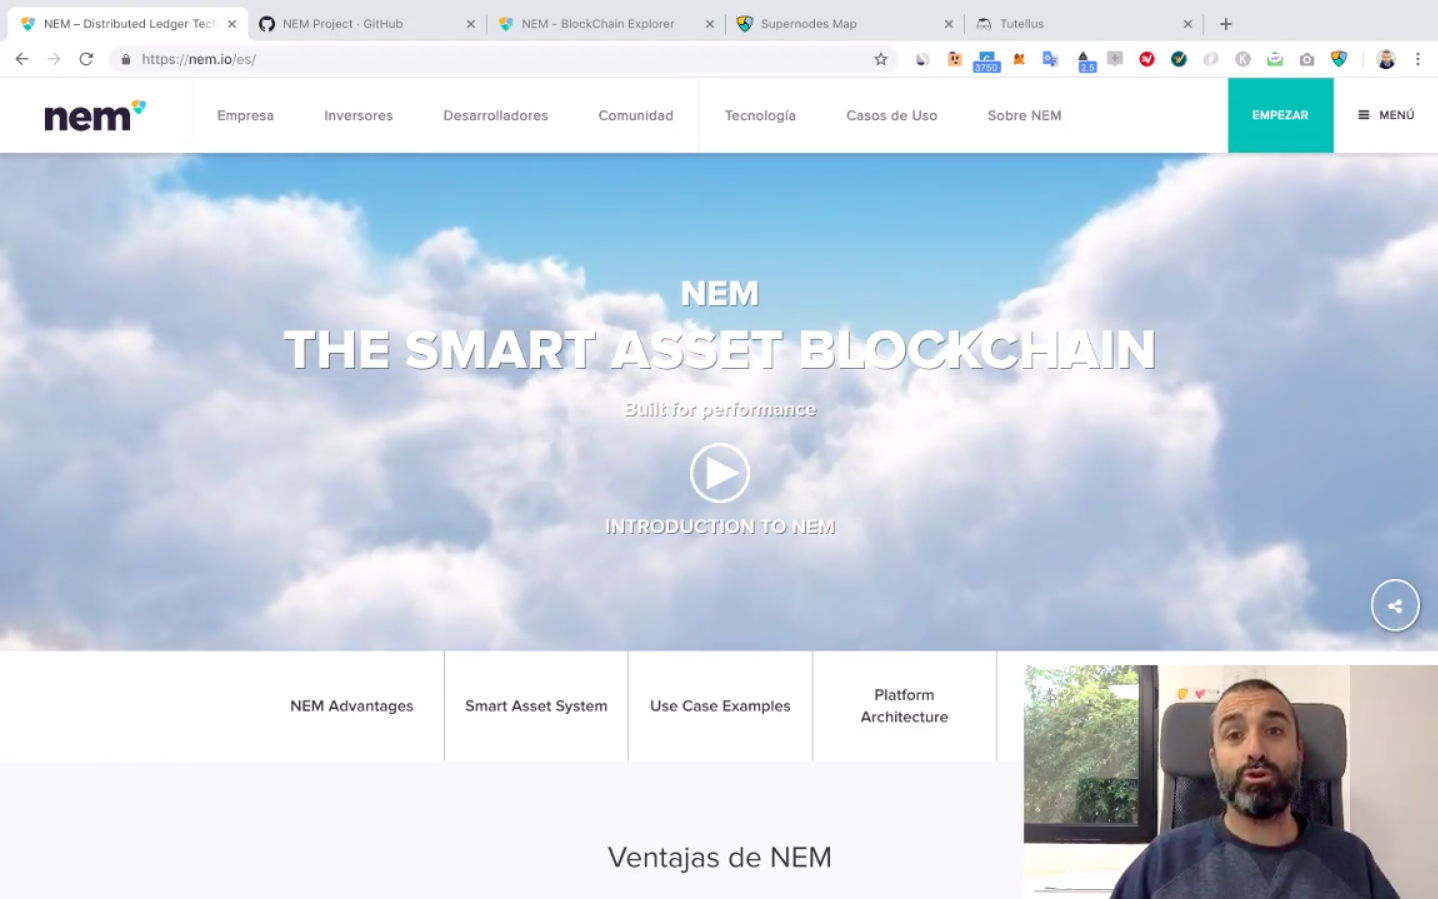 NEM – Distributed Ledger Tech
NEM Project · GitHub
NEM - BlockChain Explorer
Supernodes Map
Tutellus
https://nem.io/es/
3750
2.5
nem
Empresa
Inversores
Desarrolladores
Comunidad
Tecnología
Casos de Uso
Sobre NEM
EMPEZAR
MENÚ
NEM
THE SMART ASSET BLOCKCHAIN
Built for performance
INTRODUCTION TO NEM
NEM Advantages
Smart Asset System
Use Case Examples
Platform
Architecture
Ventajas de NEM